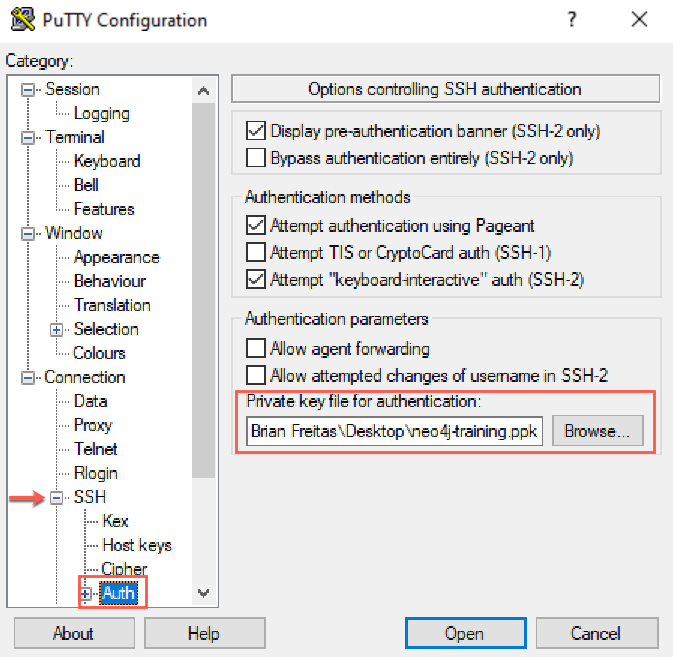 PuTTY Configuration
?
Category:
Session
Logging
Terminal
Keyboard
Bell
Features
Window
Appearance
Behaviour
Translation
Selection
Colours
Connection
Data
Proxy
Telnet
Rlogin
SSH
Kex
Host keys
Cipher
Auth
Options controlling SSH authentication
Display pre-authentication banner (SSH-2 only)
Bypass authentication entirely (SSH-2 only)
Authentication methods
Attempt authentication using Pageant
Attempt TIS or CryptoCard auth (SSH-1)
Attempt "keyboard-interactive" auth (SSH-2)
Authentication parameters
Allow agent forwarding
Allow attempted changes of username in SSH-2
Private key file for authentication:
Brian Freitas\Desktop\neo4j-training.ppk
Browse...
About
Help
Open
Cancel